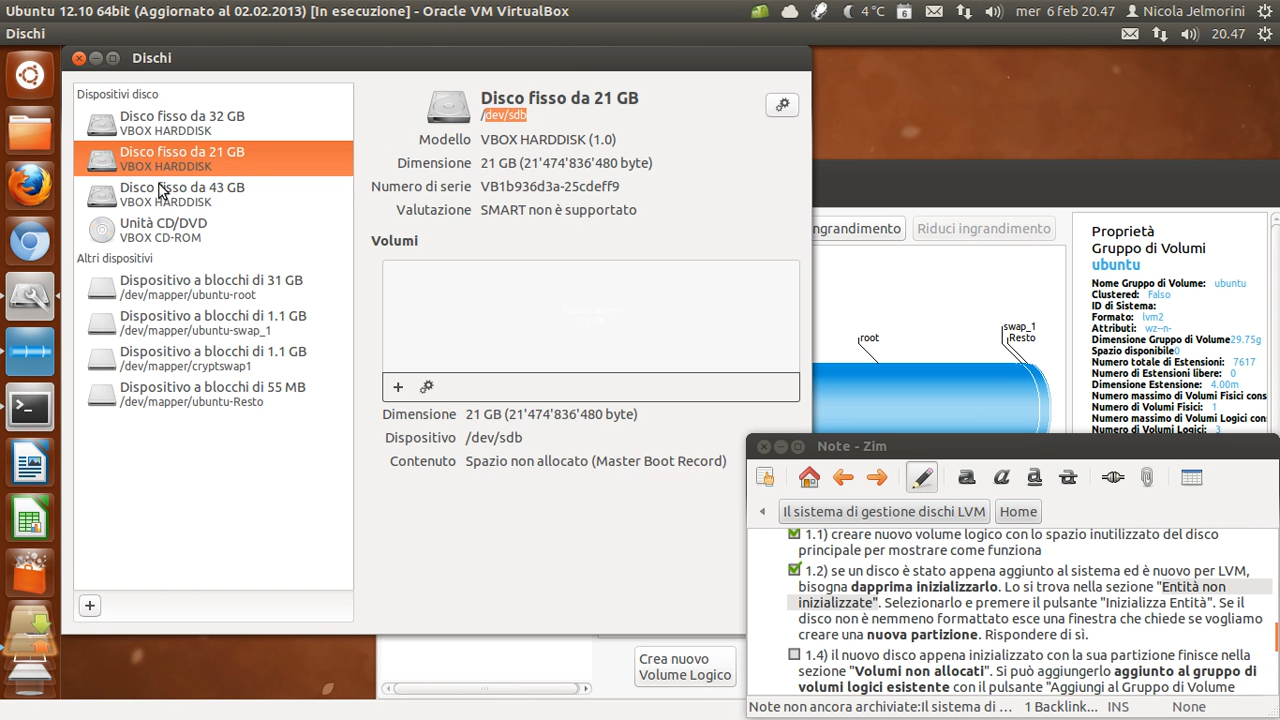 Ubuntu 12.10 64bit (Aggiornato al 02.02.2013) [In esecuzione] - Oracle VM VirtualBox
4 °C
6
mer 6 feb 20.47
Nicola Jelmorini
Dischi
20.47
Dischi
Dispositivi disco
Disco fisso da 32 GB
VBOX HARDDISK
Disco fisso da 21 GB
VBOX HARDDISK
Disco fisso da 43 GB
VBOX HARDDISK
Unità CD/DVD
VBOX CD-ROM
Altri dispositivi
Dispositivo a blocchi di 31 GB
/dev/mapper/ubuntu-root
Dispositivo a blocchi di 1.1 GB
/dev/mapper/ubuntu-swap_1
Dispositivo a blocchi di 1.1 GB
/dev/mapper/cryptswap1
Dispositivo a blocchi di 55 MB
/dev/mapper/ubuntu-Resto
Disco fisso da 21 GB
/dev/sdb
Modello VBOX HARDDISK (1.0)
Dimensione 21 GB (21'474'836'480 byte)
Numero di serie VB1b936d3a-25cdeff9
Valutazione SMART non è supportato
Volumi
Dimensione 21 GB (21'474'836'480 byte)
Dispositivo /dev/sdb
Contenuto Spazio non allocato (Master Boot Record)
ngrandimento
Riduci ingrandimento
root
swap_1
Resto
Proprietà
Gruppo di Volumi
ubuntu
Nome Gruppo di Volume: ubuntu
Clustered: Falso
ID di Sistema:
Formato: lvm2
Attributi: wz--n-
Dimensione Gruppo di Volume 29.75g
Spazio disponibile 0
Numero totale di Estensioni: 7617
Numero di Estensioni libere: 0
Dimensione Estensione: 4.00m
Numero massimo di Volumi Fisici cons
Numero di Volumi Fisici: 1
Numero massimo di Volumi Logici con
Numero di Volumi Logici: 3
Crea nuovo
Volume Logico
Note - Zim
Il sistema di gestione dischi LVM
Home
1.1) creare nuovo volume logico con lo spazio inutilizzato del disco
principale per mostrare come funziona
1.2) se un disco è stato appena aggiunto al sistema ed è nuovo per LVM,
bisogna dapprima inizializzarlo. Lo si trova nella sezione "Entità non
inizializzate". Selezionarlo e premere il pulsante "Inizializza Entità". Se il
disco non è nemmeno formattato esce una finestra che chiede se vogliamo
creare una nuova partizione. Rispondere di sì.
1.4) il nuovo disco appena inizializzato con la sua partizione finisce nella
sezione "Volumi non allocati". Si può aggiungerlo aggiunto al gruppo di
volumi logici esistente con il pulsante "Aggiungi al Gruppo di Volume
Note non ancora archiviate:Il sistema di ...
1 Backlink...
INS
None